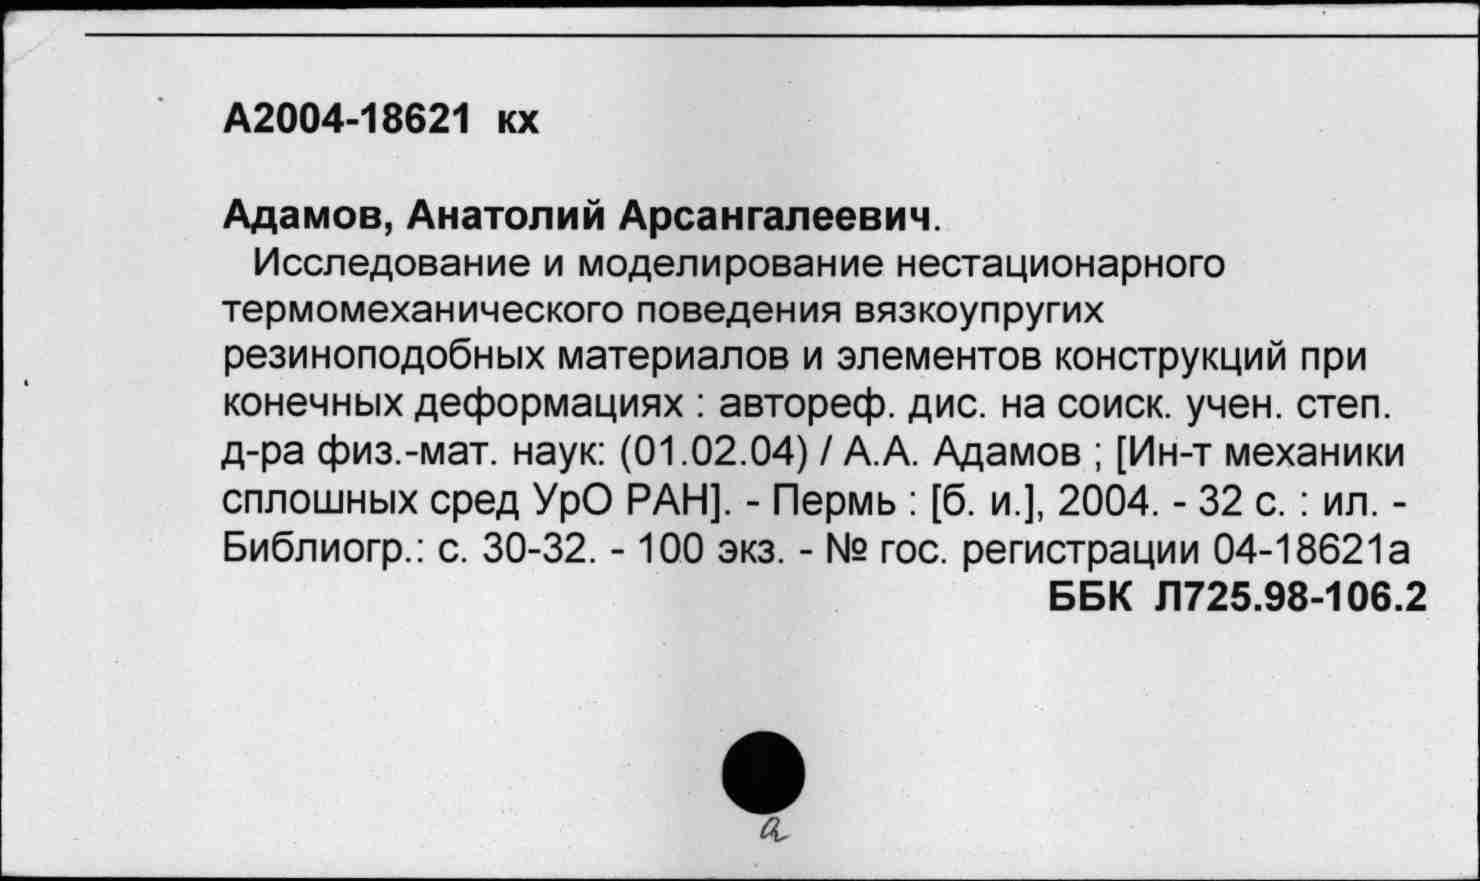 А2004-18621 кх
Адамов, Анатолий Арсангалеевич.
Исследование и моделирование нестационарного
термомеханического поведения вязкоупругих
резиноподобных материалов и элементов конструкций при
конечных деформациях : автореф. дис. на соиск. учен. степ.
д-ра физ.-мат. наук: (01.02.04) / А.А. Адамов ; [Ин-т механики
сплошных сред УрО РАН]. - Пермь : [б. и.], 2004. - 32 с. : ил. -
Библиогр.: с. 30-32. - 100 экз. - № гос. регистрации 04-18621а
ББК Л725.98-106.2
а